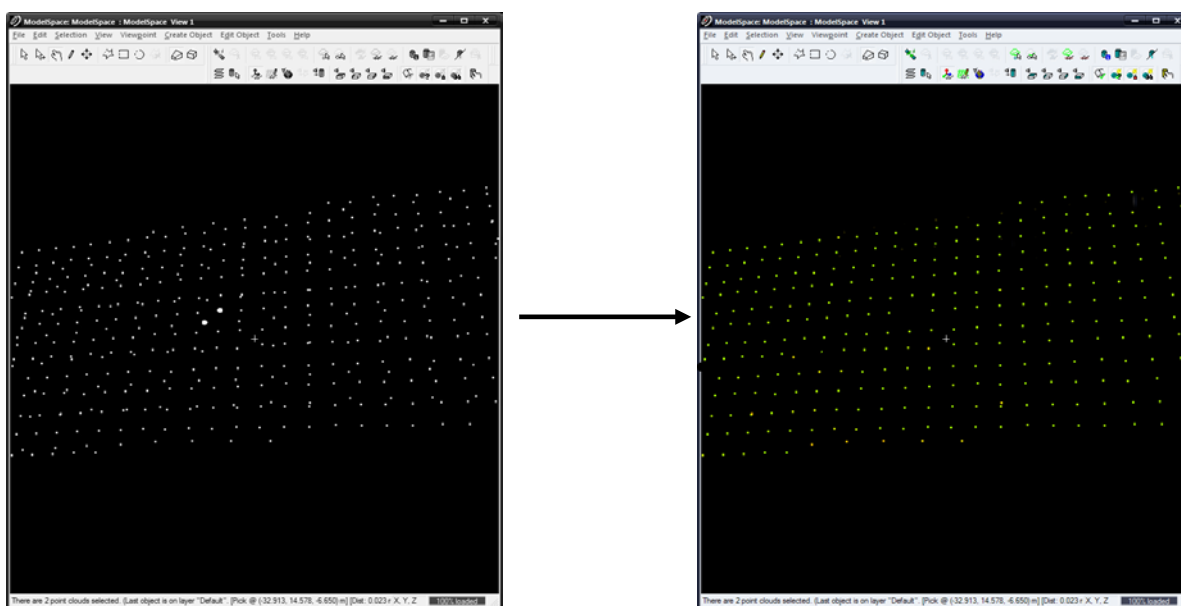 ModelSpace: ModelSpace : ModelSpace View 1
File Edit Selection View Viewpoint Create Object Edit Object Tools Help
There are 2 point clouds selected. (Last object is on layer "Default". [Pick @ (-32.913, 14.578, -6.650) m] [Dist: 0.023 r X, Y, Z 100% loaded
ModelSpace: ModelSpace : ModelSpace View 1
File Edit Selection View Viewpoint Create Object Edit Object Tools Help
There are 2 point clouds selected. (Last object is on layer "Default". [Pick @ (-32.913, 14.578, -6.650) m] [Dist: 0.023 r X, Y, Z 100% loaded